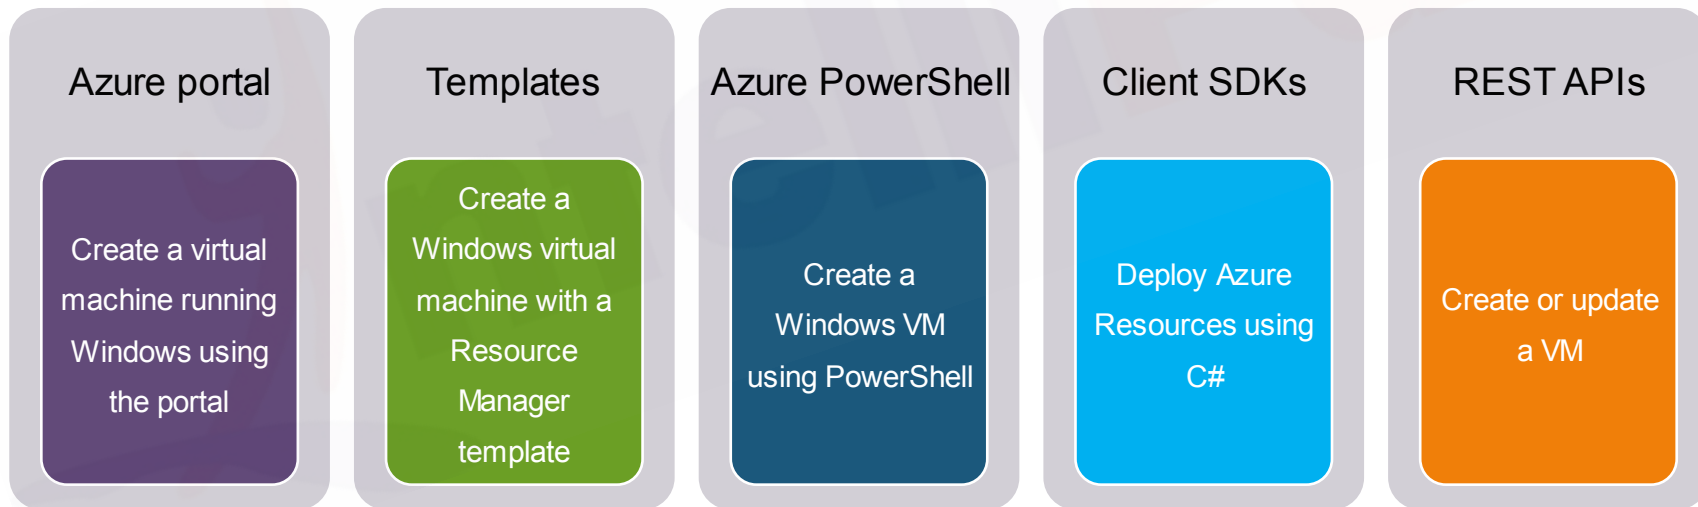 Azure portal
Create a virtual
machine running
Windows using
the portal
Templates
Create a
Windows virtual
machine with a
Resource
Manager
template
Azure PowerShell
Create a
Windows VM
using PowerShell
Client SDKs
Deploy Azure
Resources using
C#
REST APIs
Create or update
a VM